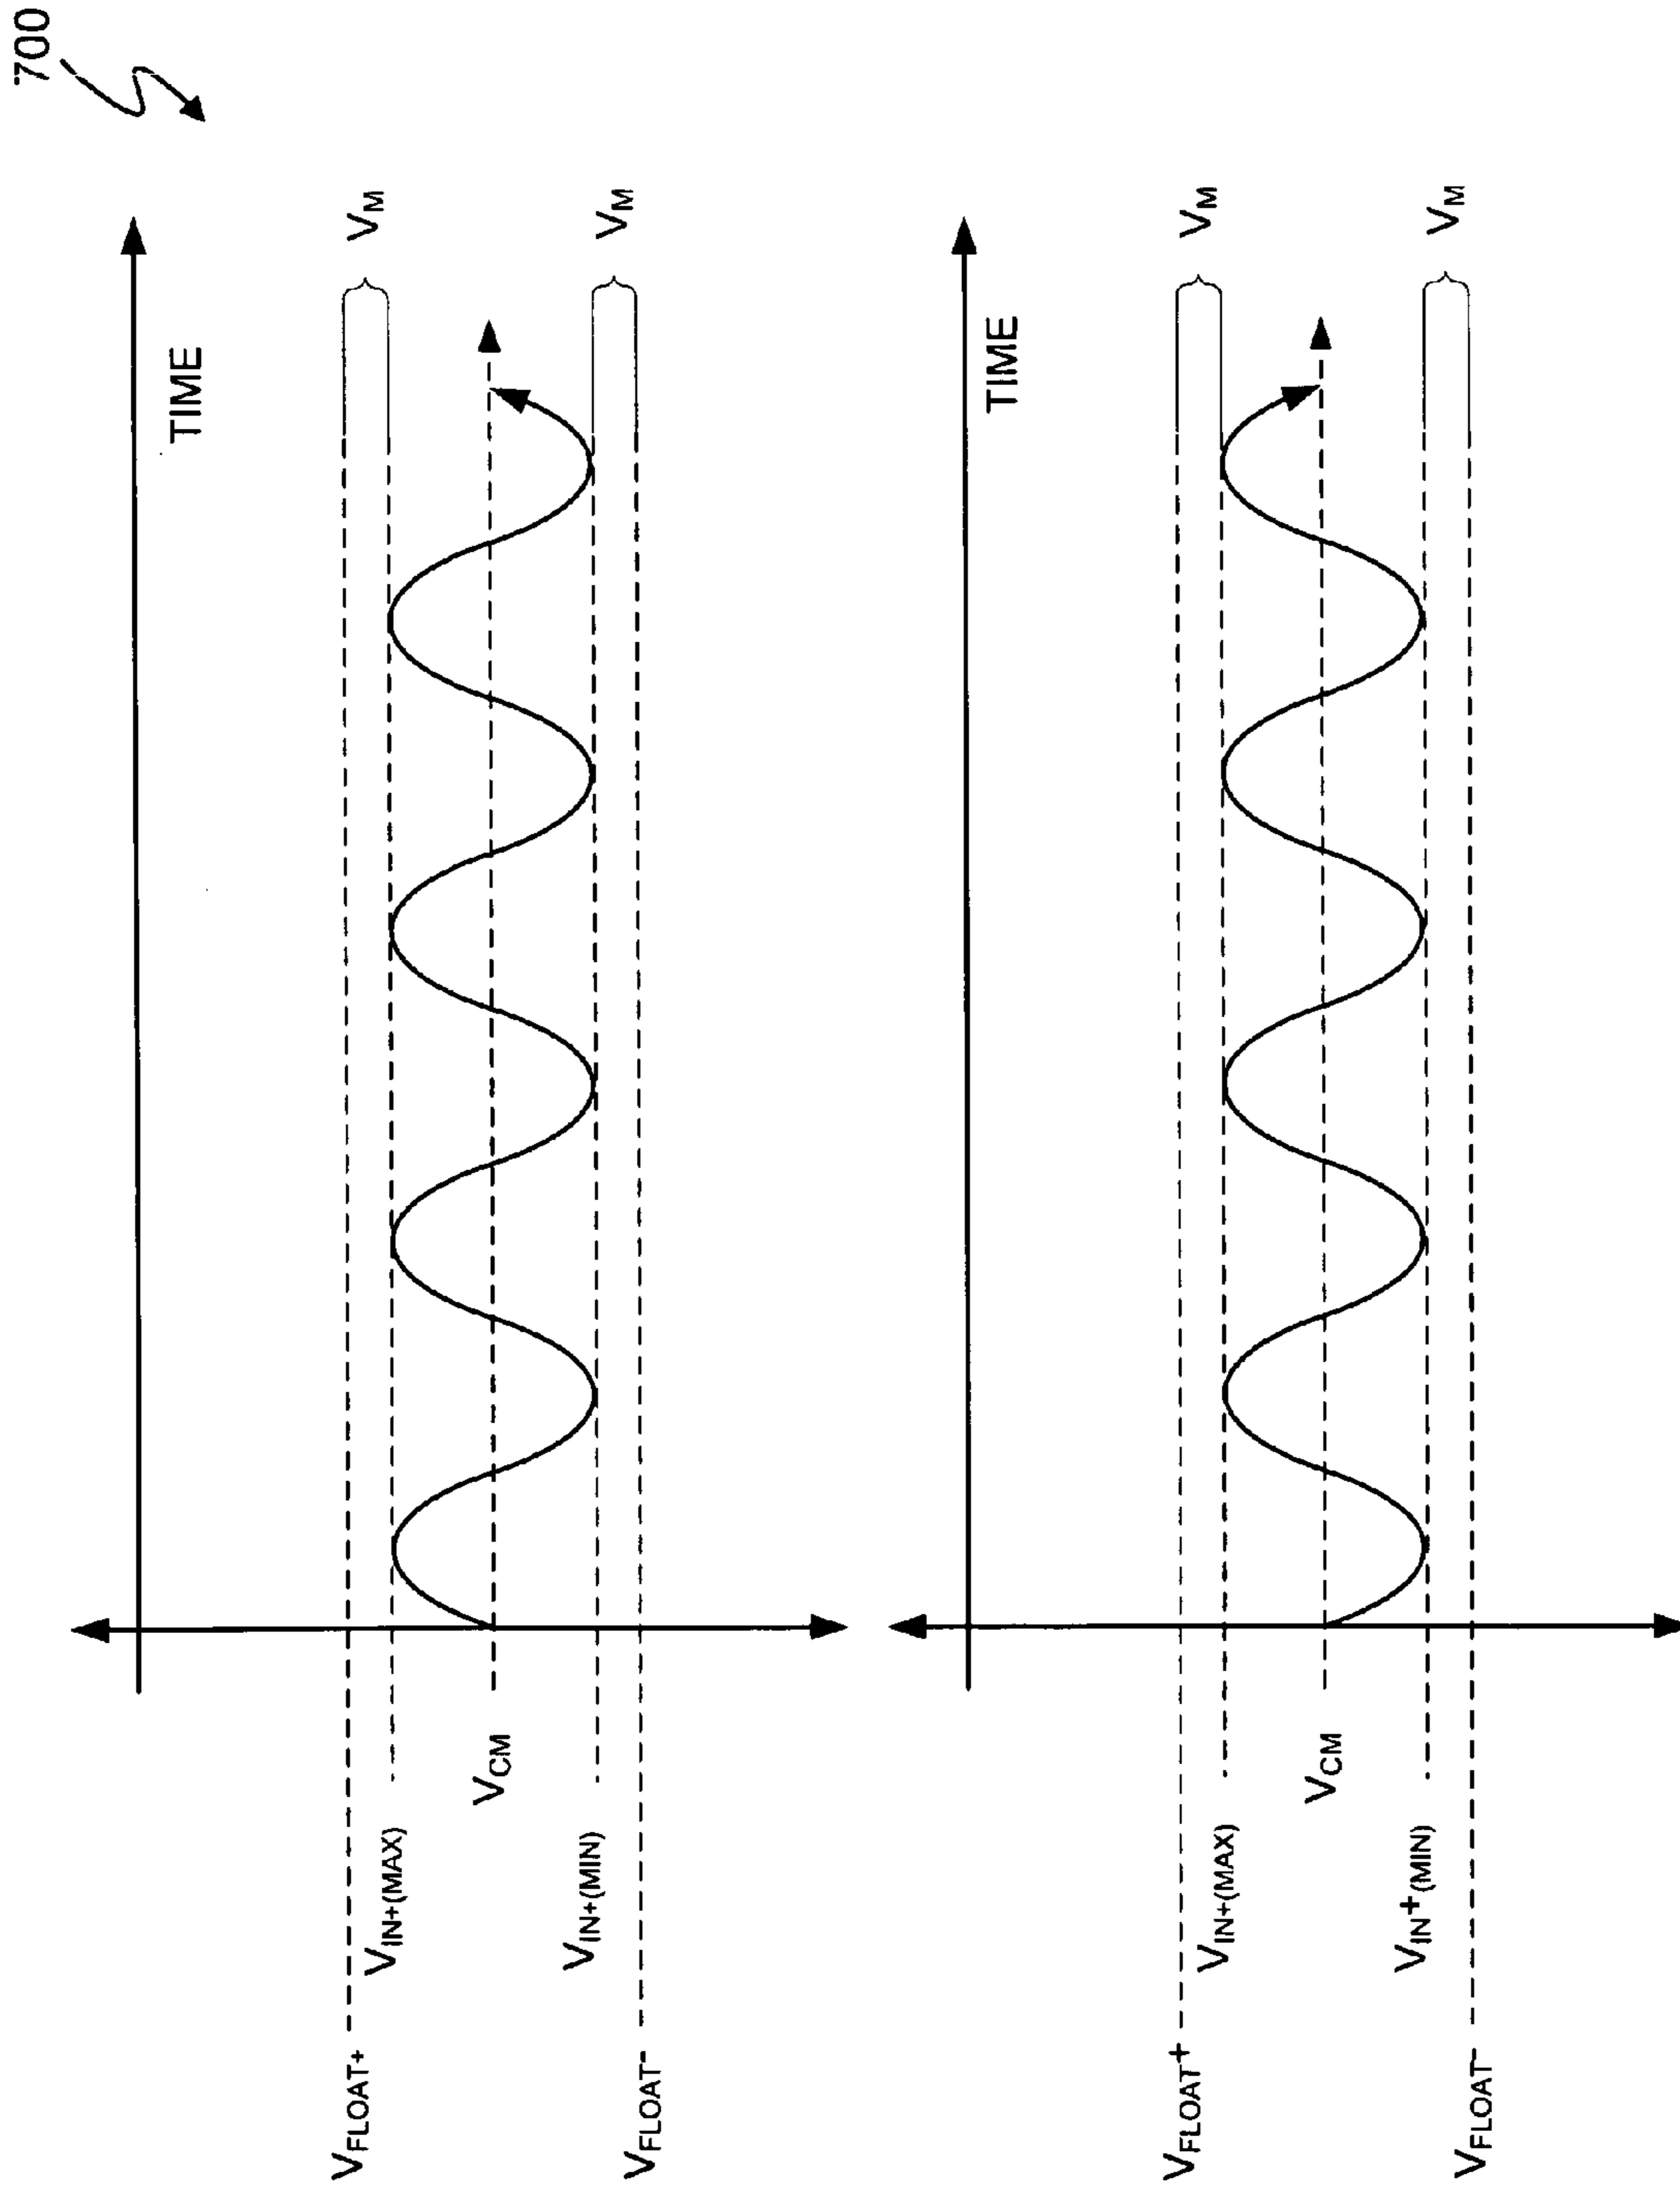 700
TIME
VM
VM
VFLOAT+
VIN+(MAX)
VCM
VIN+(MIN)
VFLOAT-
TIME
VM
VM
VFLOAT+
VIN+(MAX)
VCM
VIN+(MIN)
VFLOAT-